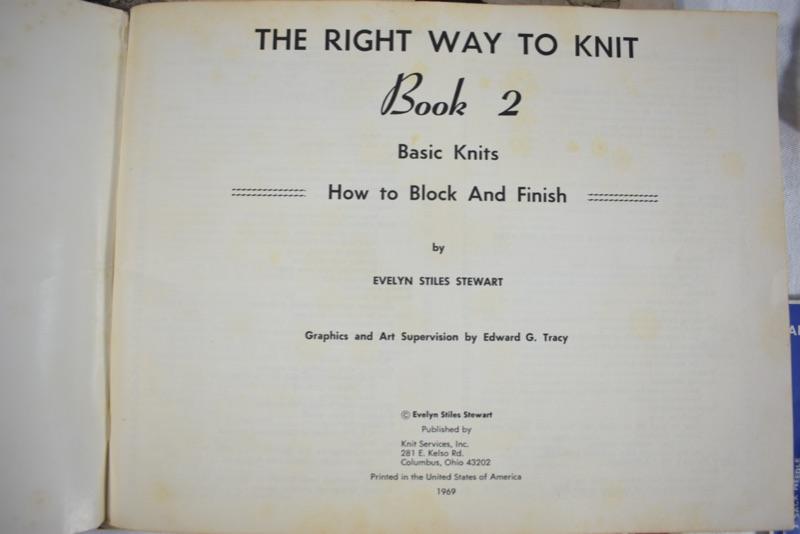 THE RIGHT WAY TO KNIT
Book 2
Basic Knits
How to Block And Finish
by
EVELYN STILES STEWART
Graphics and Art Supervision by Edward G. Tracy
© Evelyn Stiles Stewart
Published by
Knit Services, Inc.
281 E. Kelso Rd.
Columbus, Ohio 43202
Printed in the United States of America
1969